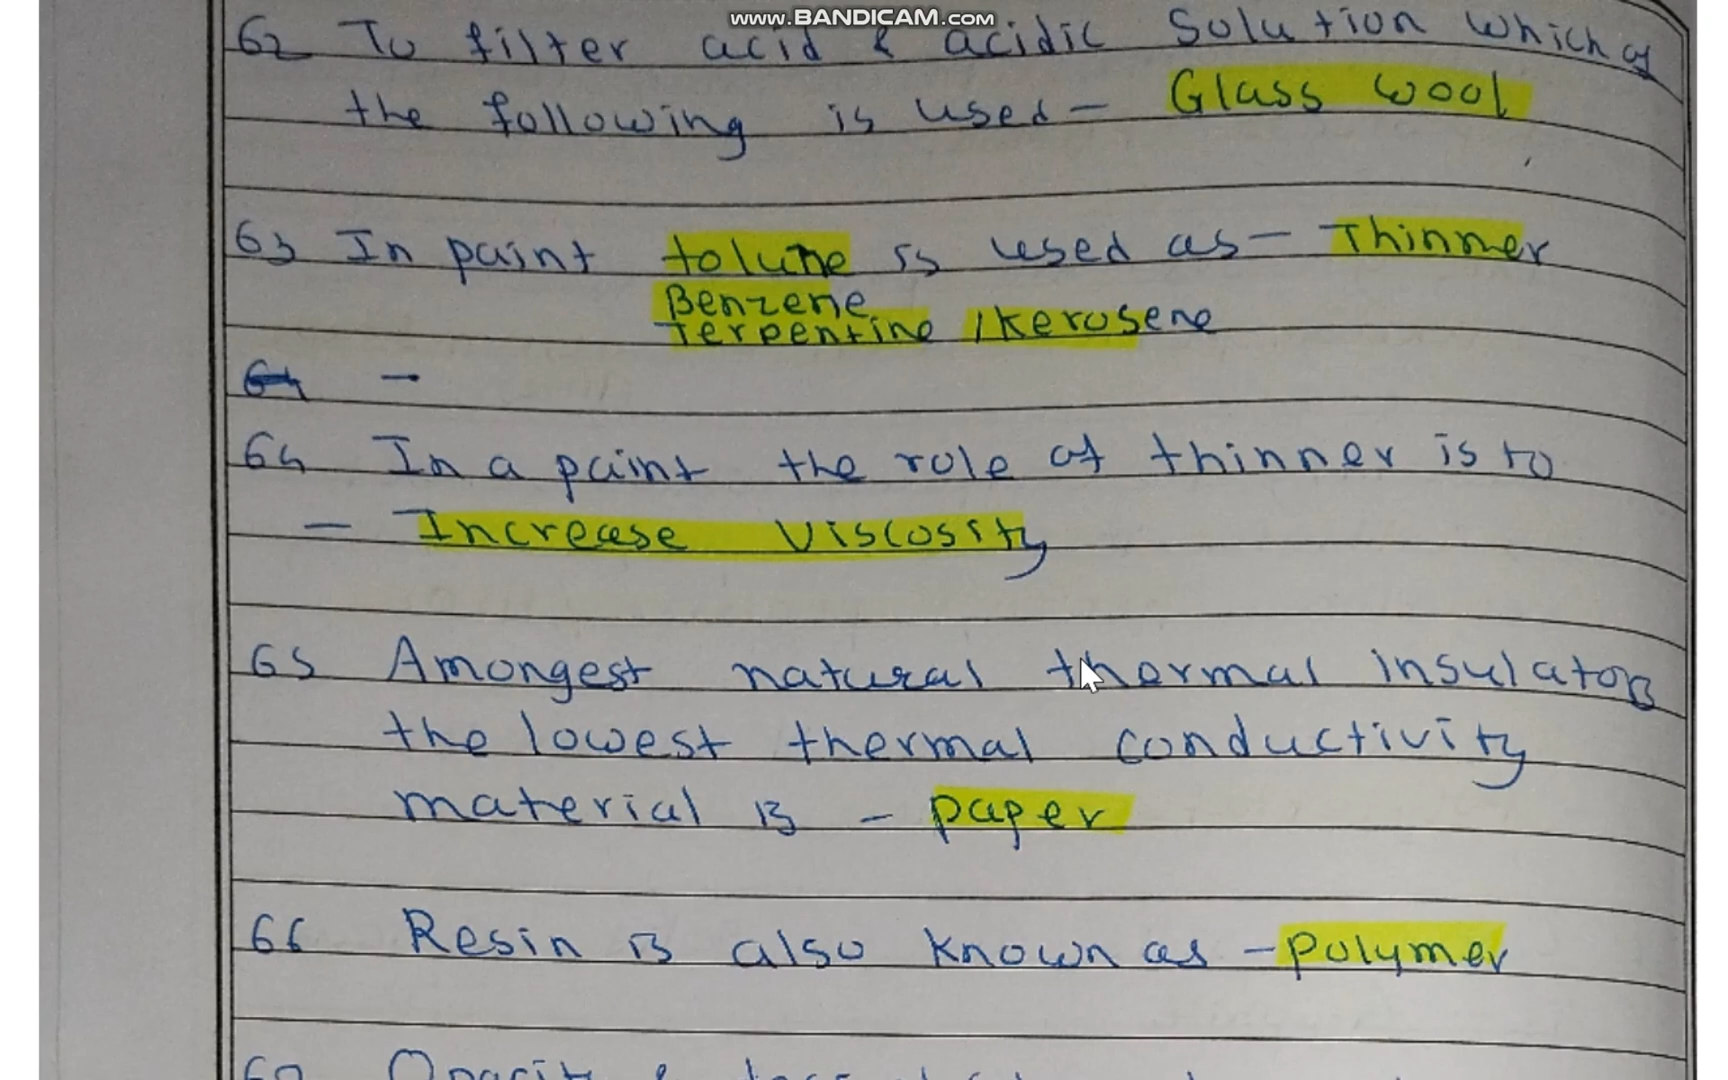 www.BANDICAM.com
62 To filter acid & acidic Solution which of
the following is used - Glass wool
63 In paint tolune is used as - Thinner
Benzene
Terpentine / Kerosene
64 -
64 In a paint the role of thinner is to
- Increase Viscosity
65 Amongest natural thermal insulators
the lowest thermal conductivity
material is - paper
66 Resin is also known as - polymer